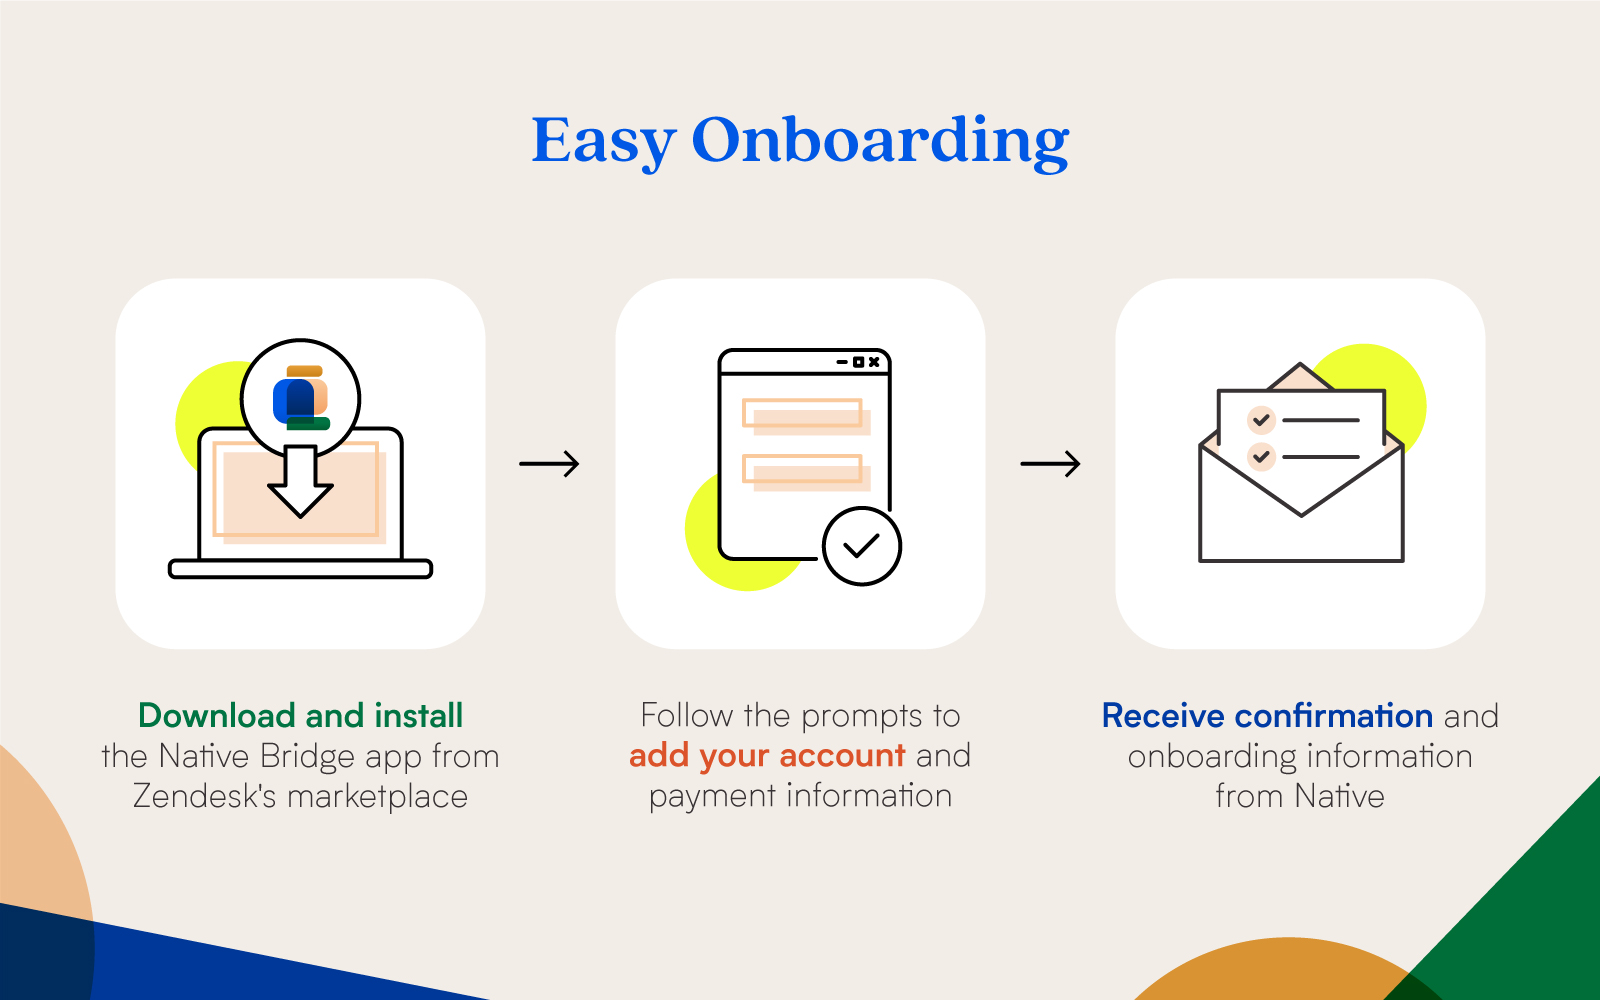 Easy Onboarding
Download and install
the Native Bridge app from
Zendesk's marketplace
Follow the prompts to
add your account and
payment information
Receive confirmation and
onboarding information
from Native